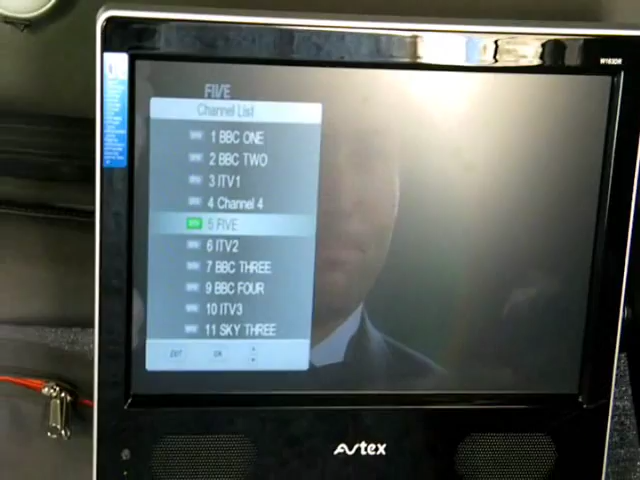 W163DR
FIVE
Channel List
1 BBC ONE
2 BBC TWO
3 ITV1
4 Channel 4
5 FIVE
6 ITV2
7 BBC THREE
9 BBC FOUR
10 ITV3
11 SKY THREE
EXIT OK
Avtex